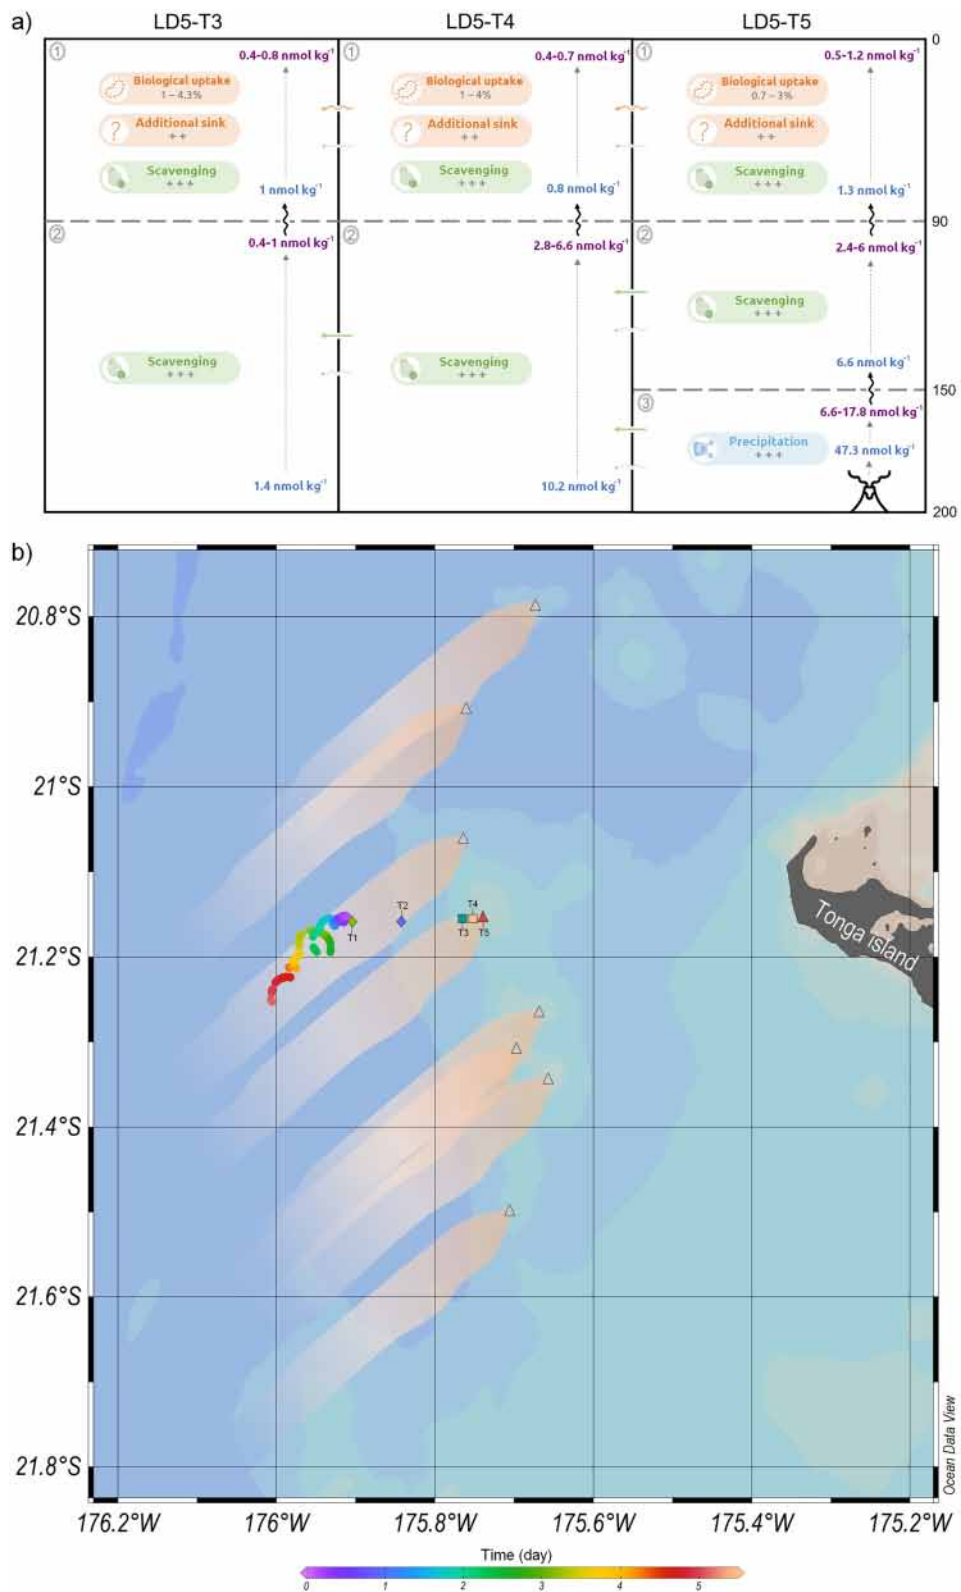 a)
LD5-T3 LD5-T4 LD5-T5
① 0.4-0.8 nmol kg⁻¹ ① 0.4-0.7 nmol kg⁻¹ ① 0.5-1.2 nmol kg⁻¹ 0
Biological uptake Biological uptake Biological uptake
1 – 4.3% 1 – 4% 0.7 – 3%
? Additional sink ? Additional sink ? Additional sink
++ ++ ++
Scavenging Scavenging Scavenging
+++ +++ +++
1 nmol kg⁻¹ 0.8 nmol kg⁻¹ 1.3 nmol kg⁻¹
90
② 0.4-1 nmol kg⁻¹ ② 2.8-6.6 nmol kg⁻¹ ② 2.4-6 nmol kg⁻¹
Scavenging
+++
Scavenging Scavenging 6.6 nmol kg⁻¹
+++ +++
150
③ 6.6-17.8 nmol kg⁻¹
Precipitation 47.3 nmol kg⁻¹
+++
1.4 nmol kg⁻¹ 10.2 nmol kg⁻¹
200
b)
20.8°S
21°S
T2 T4
T1 T3 T5
Tonga island
21.2°S
21.4°S
21.6°S
21.8°S
Ocean Data View
176.2°W 176°W 175.8°W 175.6°W 175.4°W 175.2°W
Time (day)
0 1 2 3 4 5